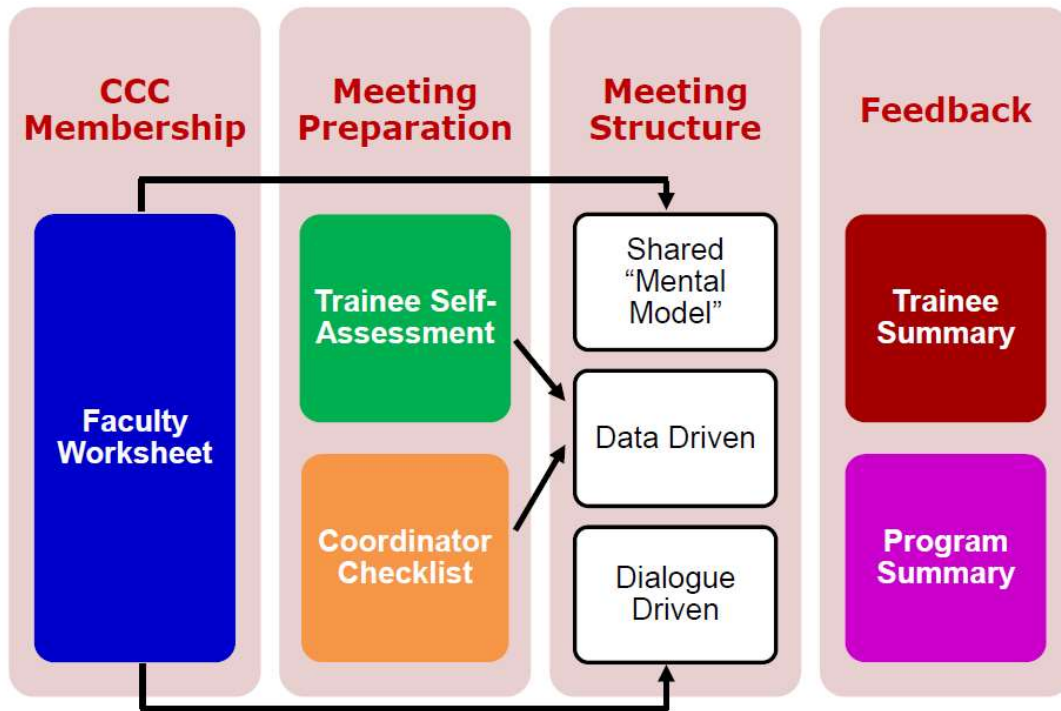 CCC
Membership
Faculty
Worksheet
Meeting
Preparation
Trainee Self-
Assessment
Coordinator
Checklist
Meeting
Structure
Shared
“Mental
Model”
Data Driven
Dialogue
Driven
Feedback
Trainee
Summary
Program
Summary